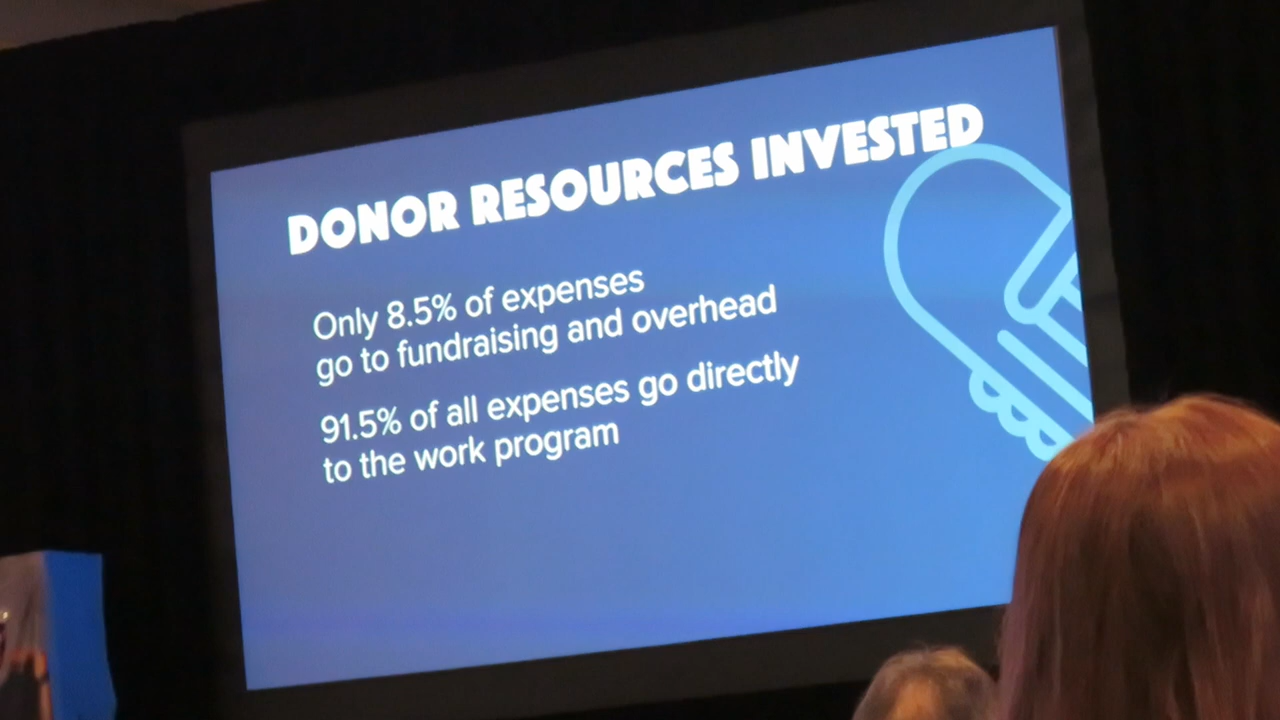 DONOR RESOURCES INVESTED
Only 8.5% of expenses
go to fundraising and overhead
91.5% of all expenses go directly
to the work program